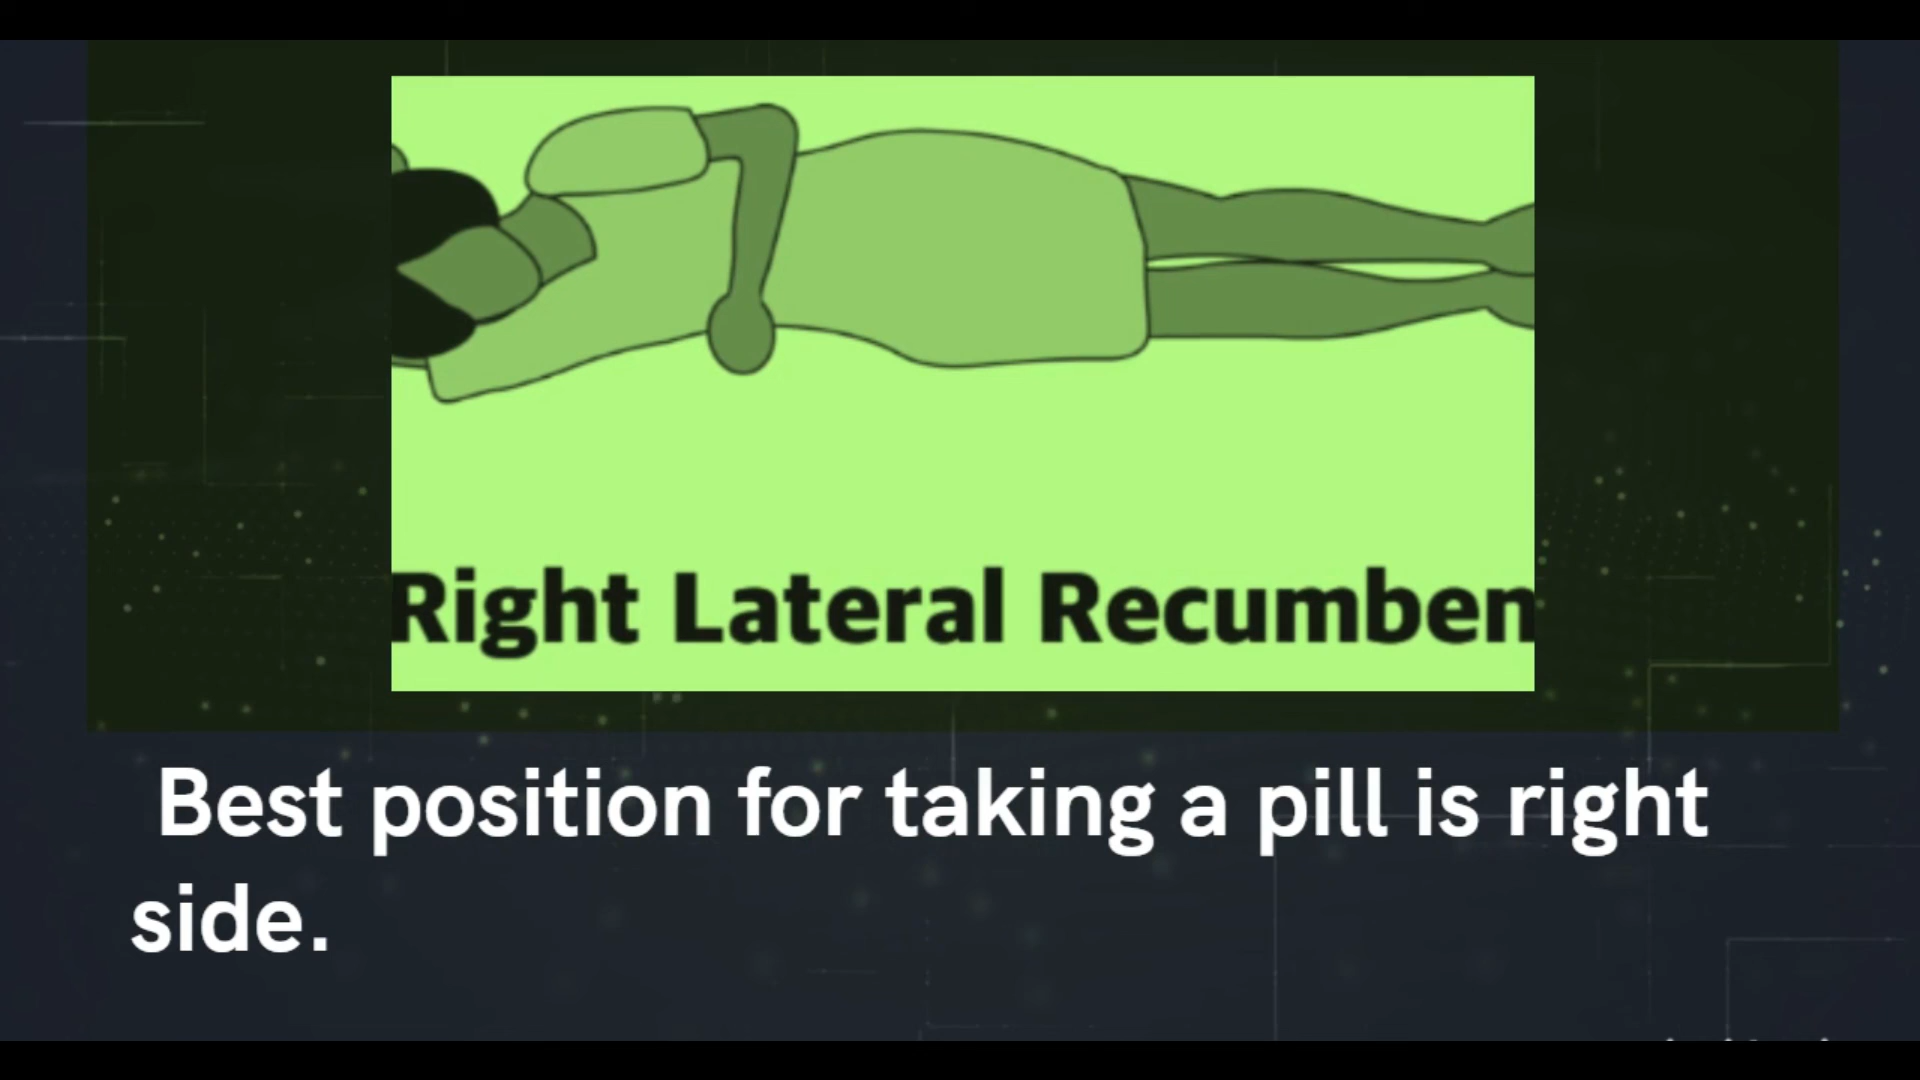 Right Lateral Recumben
Best position for taking a pill is right
side.